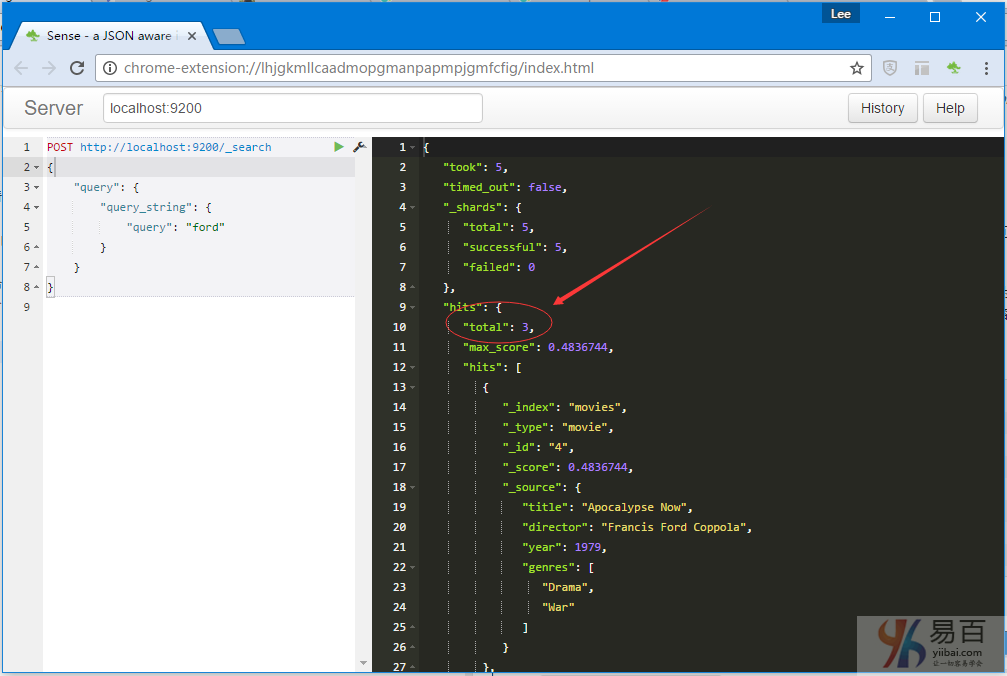 Lee
Sense - a JSON aware i
chrome-extension://lhjgkmllcaadmopgmanpapmpjgmfcfig/index.html
Server
localhost:9200
History
Help
1 POST http://localhost:9200/_search
2 {
3 "query": {
4 "query_string": {
5 "query": "ford"
6 }
7 }
8 }
9
1 {
2 "took": 5,
3 "timed_out": false,
4 "_shards": {
5 "total": 5,
6 "successful": 5,
7 "failed": 0
8 },
9 "hits": {
10 "total": 3,
11 "max_score": 0.4836744,
12 "hits": [
13 {
14 "_index": "movies",
15 "_type": "movie",
16 "_id": "4",
17 "_score": 0.4836744,
18 "_source": {
19 "title": "Apocalypse Now",
20 "director": "Francis Ford Coppola",
21 "year": 1979,
22 "genres": [
23 "Drama",
24 "War"
25 ]
26 }
27 },
易百
yiibai.com